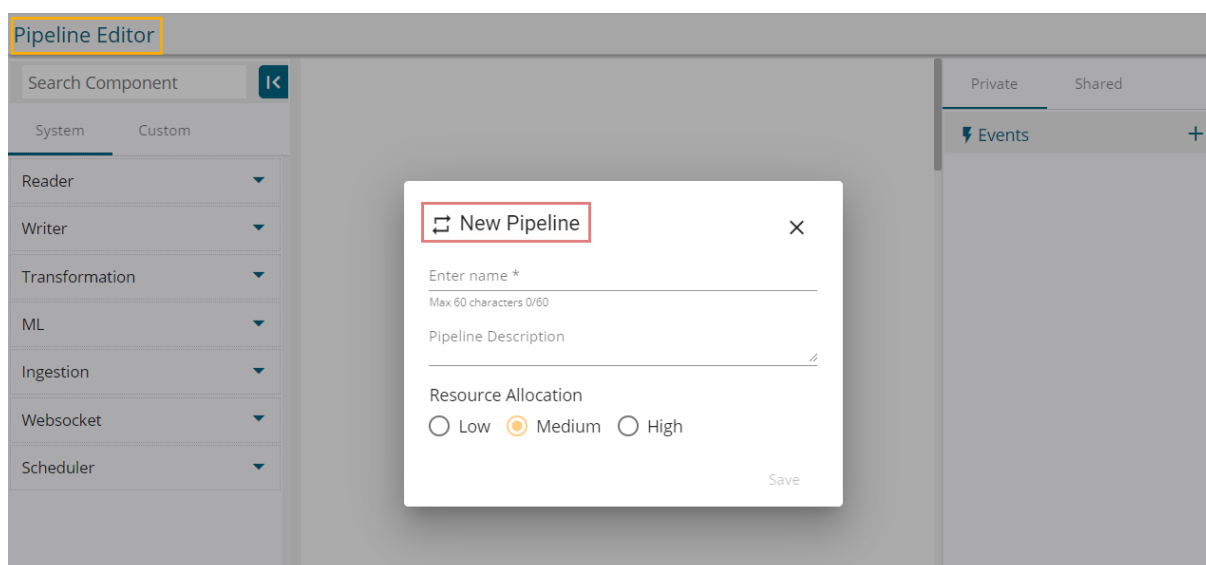 Pipeline Editor
Search Component
System Custom
Reader
Writer
Transformation
ML
Ingestion
Websocket
Scheduler
New Pipeline
Enter name *
Max 60 characters 0/60
Pipeline Description
Resource Allocation
Low Medium High
Save
Private Shared
Events